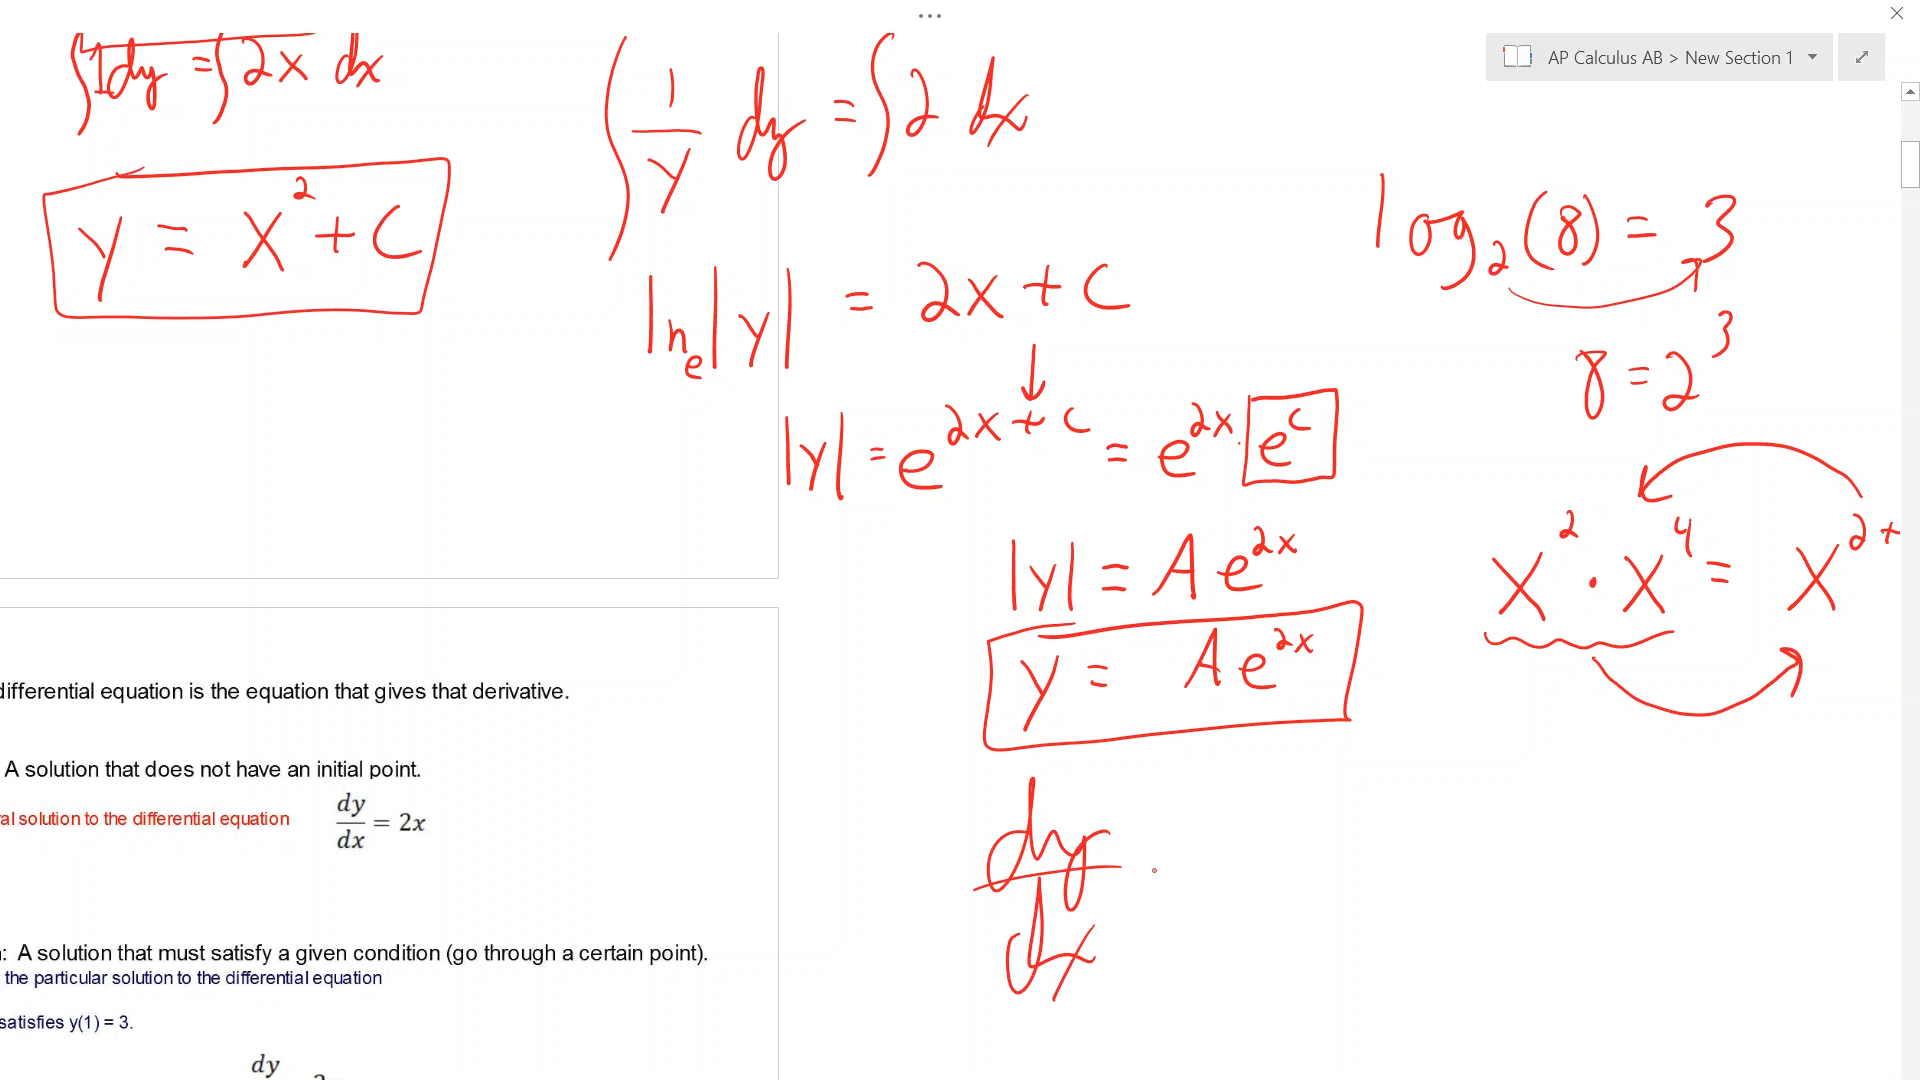 AP Calculus AB > New Section 1
∫1dy = ∫2x dx
y = x² + C
∫ 1/y dy = ∫ 2 dx
lnₑ|y| = 2x + C
|y| = e^(2x + C) = e^(2x) · e^C
|y| = Ae^(2x)
y = Ae^(2x)
dy/dx
log₂(8) = 3
8 = 2³
x² · x⁴ = x^(2+
differential equation is the equation that gives that derivative.
A solution that does not have an initial point.
al solution to the differential equation dy/dx = 2x
: A solution that must satisfy a given condition (go through a certain point).
the particular solution to the differential equation
satisfies y(1) = 3.
dy